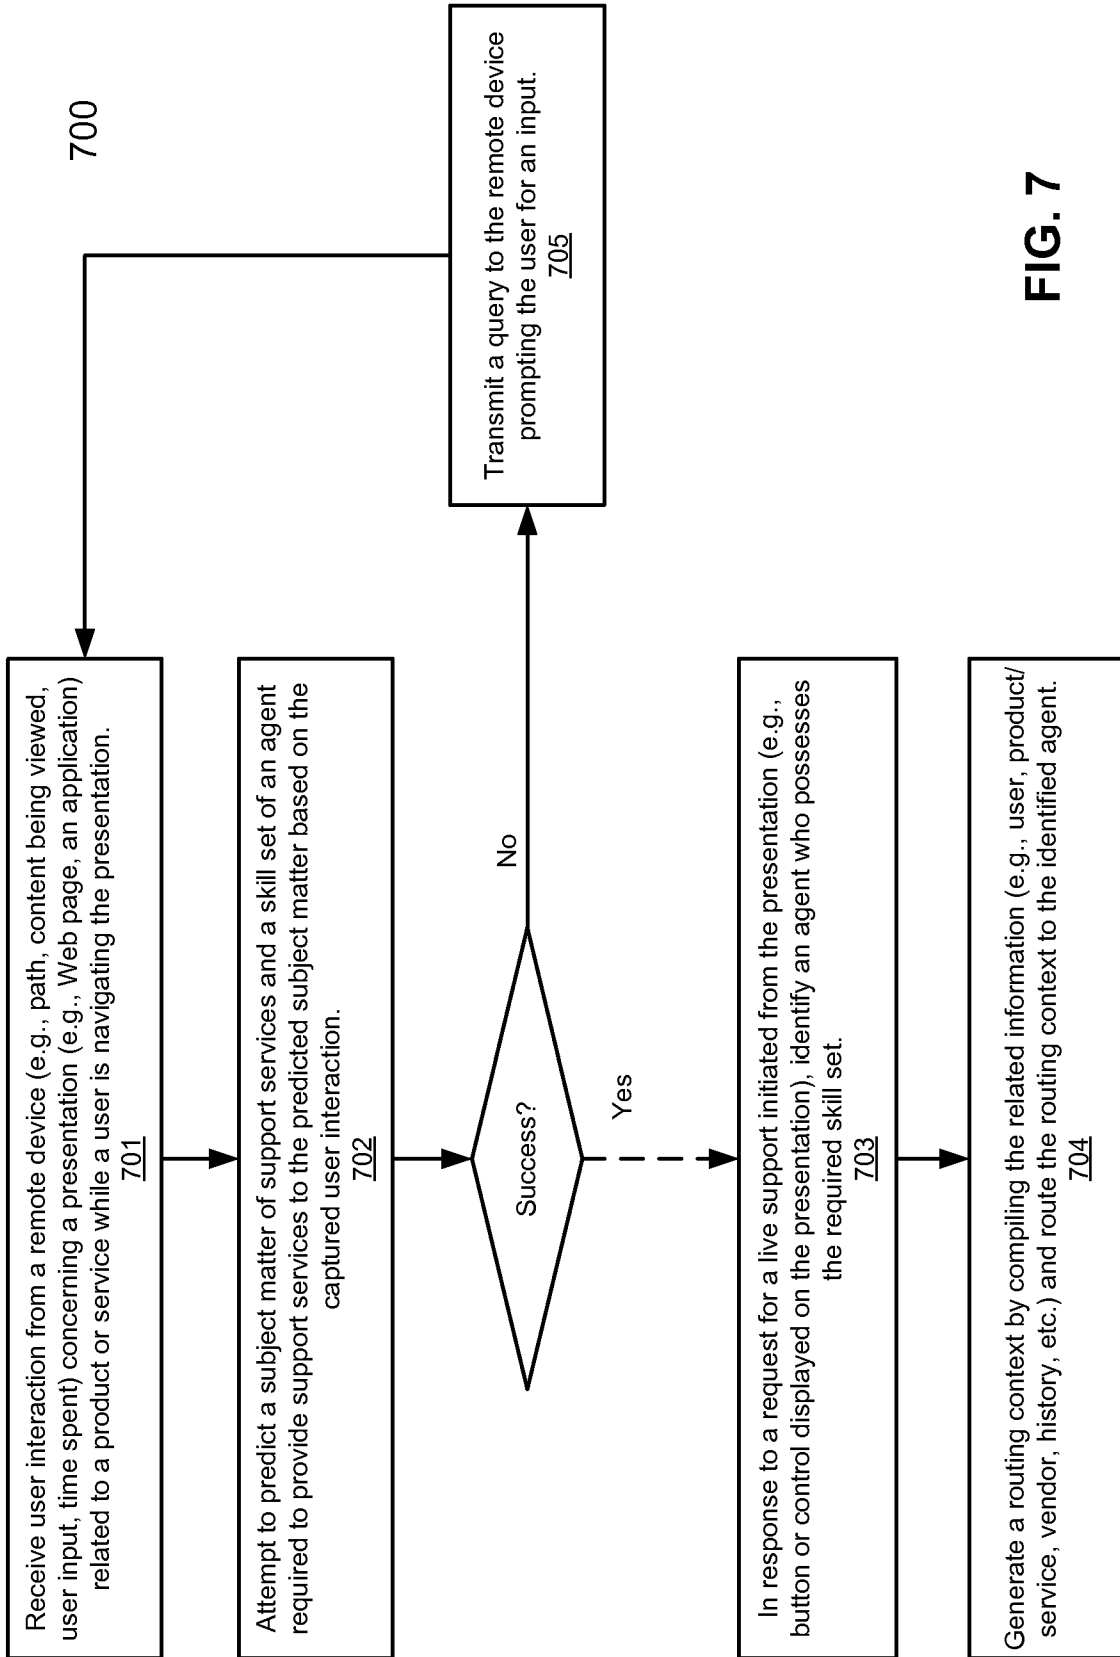 700
Receive user interaction from a remote device (e.g., path, content being viewed,
user input, time spent) concerning a presentation (e.g., Web page, an application)
related to a product or service while a user is navigating the presentation.
701
Attempt to predict a subject matter of support services and a skill set of an agent
required to provide support services to the predicted subject matter based on the
captured user interaction.
702
Success?
No
Yes
Transmit a query to the remote device
prompting the user for an input.
705
In response to a request for a live support initiated from the presentation (e.g.,
button or control displayed on the presentation), identify an agent who possesses
the required skill set.
703
Generate a routing context by compiling the related information (e.g., user, product/
service, vendor, history, etc.) and route the routing context to the identified agent.
704
FIG. 7